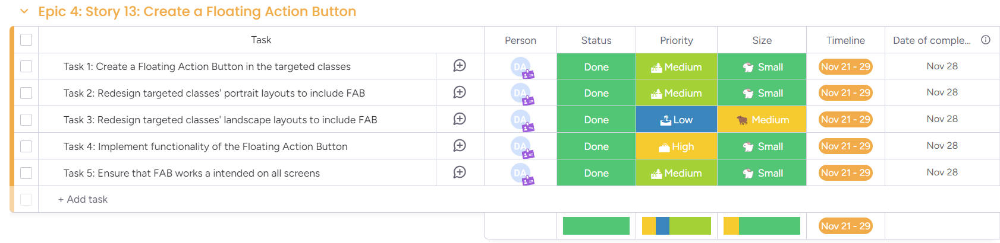 Epic 4: Story 13: Create a Floating Action Button
Task Person Status Priority Size Timeline Date of comple...
Task 1: Create a Floating Action Button in the targeted classes DA Done Medium Small Nov 21 - 29 Nov 28
Task 2: Redesign targeted classes' portrait layouts to include FAB DA Done Medium Small Nov 21 - 29 Nov 28
Task 3: Redesign targeted classes' landscape layouts to include FAB DA Done Low Medium Nov 21 - 29 Nov 28
Task 4: Implement functionality of the Floating Action Button DA Done High Small Nov 21 - 29 Nov 28
Task 5: Ensure that FAB works a intended on all screens DA Done Medium Small Nov 21 - 29 Nov 28
+ Add task
Nov 21 - 29